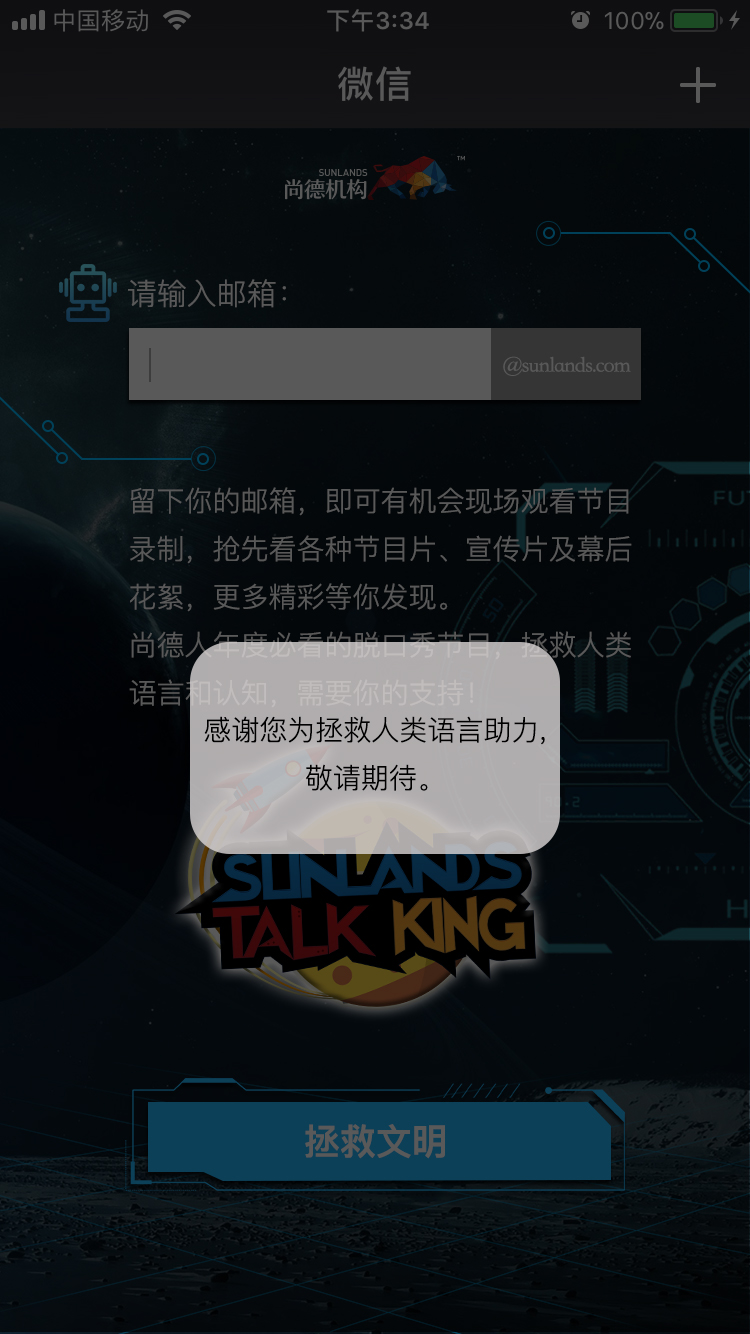 中国移动
下午3:34
100%
微信
SUNLANDS
尚德机构
TM
请输入邮箱：
@sunlands.com
留下你的邮箱，即可有机会现场观看节目
录制，抢先看各种节目片、宣传片及幕后
花絮，更多精彩等你发现。
尚德人年度必看的脱口秀节目，拯救人类
语言和认知，需要你的支持！
感谢您为拯救人类语言助力,
敬请期待。
FU
SUNLANDS
TALK KING
H
拯救文明